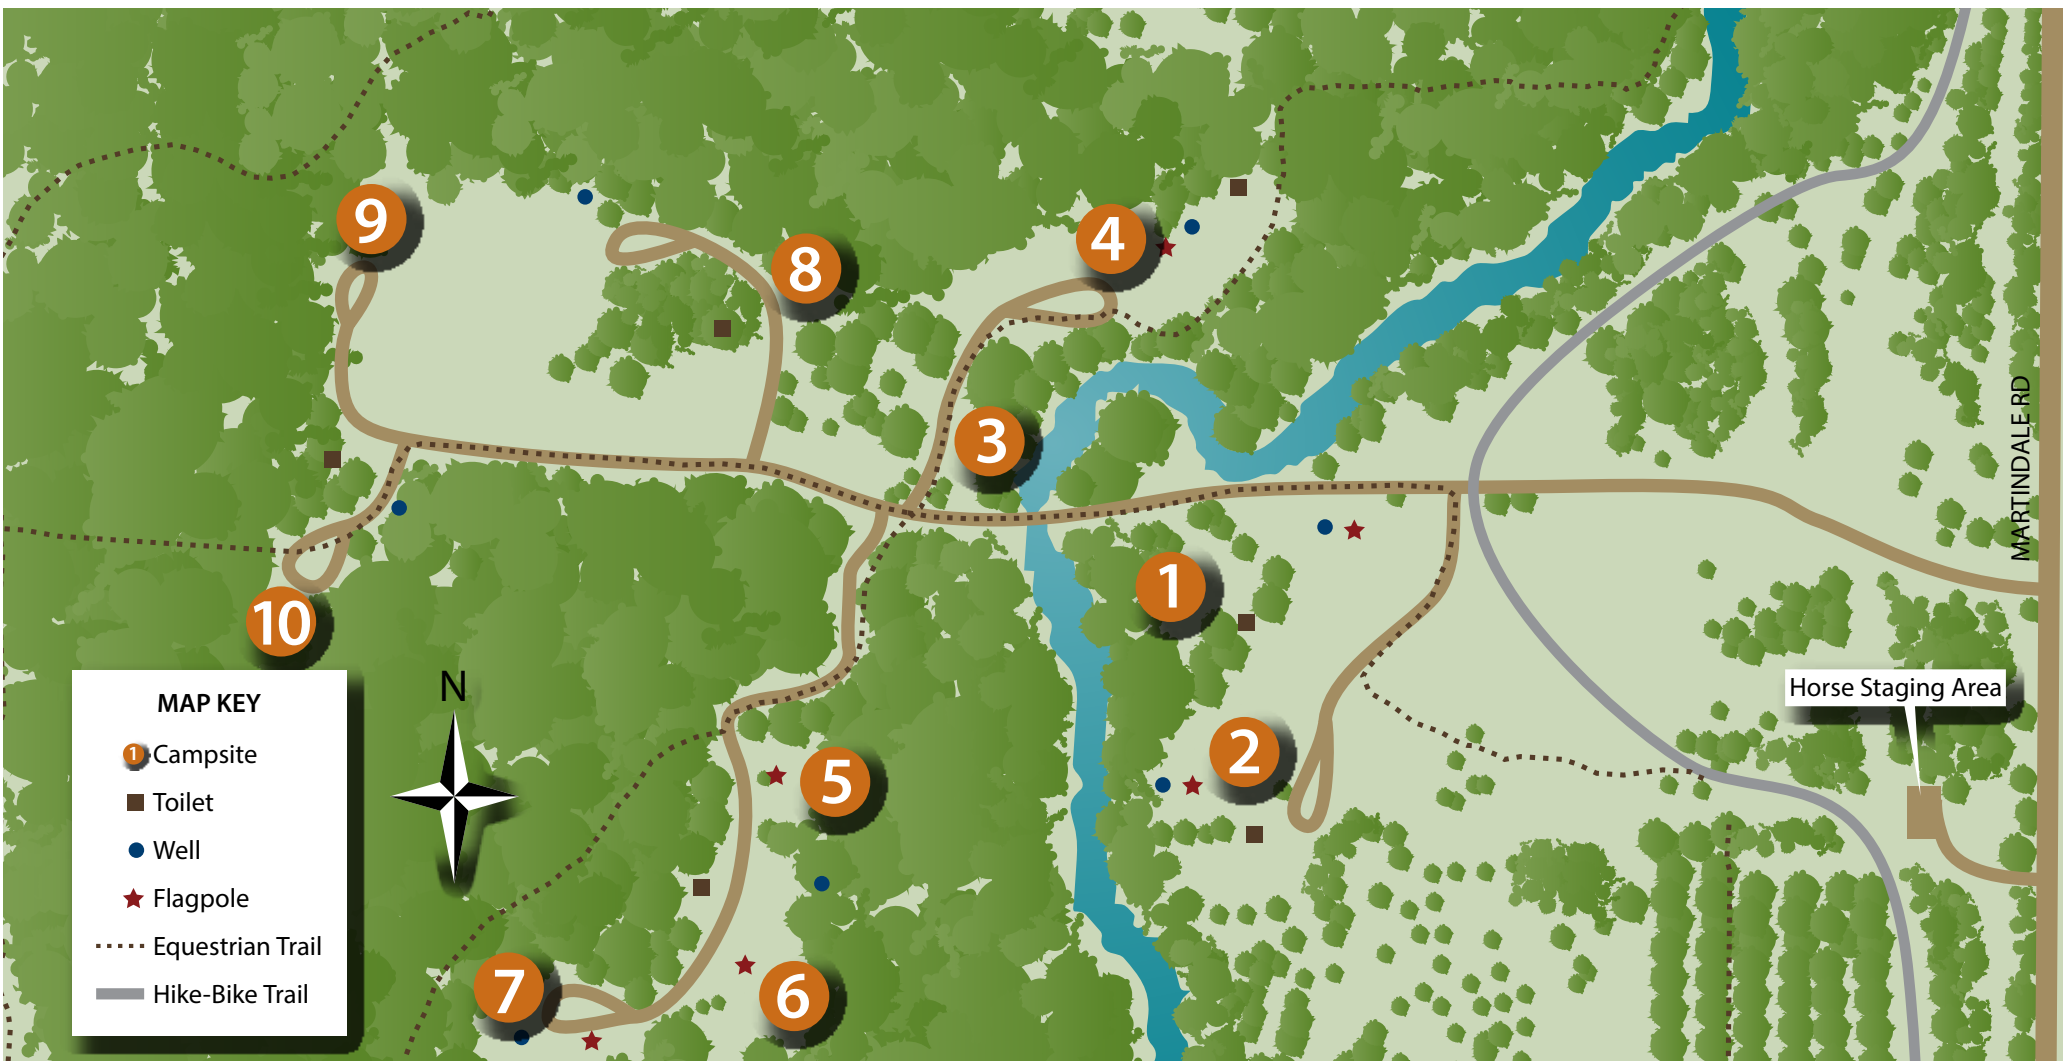 9
8
4
3
MARTINDALE RD
1
10
2
5
7
6
Horse Staging Area
N
MAP KEY
1 Campsite
Toilet
Well
Flagpole
Equestrian Trail
Hike-Bike Trail